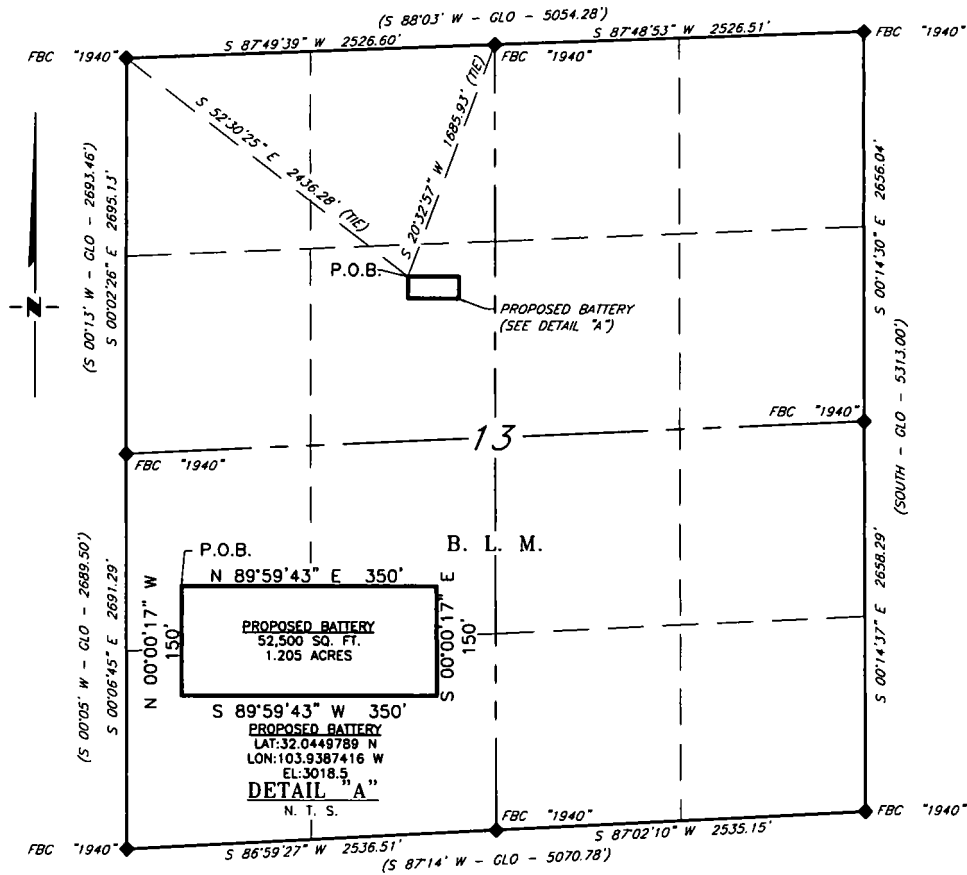 (S 88°03' W - GLO - 5054.28')
S 87°49'39" W 2526.60'
S 87°48'53" W 2526.51'
FBC "1940"
FBC "1940"
FBC "1940"
S 52°30'25" E 2436.28' (TIE)
S 20°32'57" W 1685.93' (TIE)
(S 00°13' W - GLO - 2693.46')
S 00°02'26" E 2695.13'
S 00°14'30" E 2656.04'
-N-
P.O.B.
PROPOSED BATTERY
(SEE DETAIL "A")
(SOUTH - GLO - 5313.00')
FBC "1940"
13
FBC "1940"
B. L. M.
(S 00°05' W - GLO - 2689.50')
S 00°06'45" E 2691.29'
S 00°14'37" E 2658.29'
P.O.B.
N 89°59'43" E 350'
N 00°00'17" W
150'
PROPOSED BATTERY
52,500 SQ. FT.
1.205 ACRES
S 00°00'17" E
150'
S 89°59'43" W 350'
PROPOSED BATTERY
LAT:32.0449789 N
LON:103.9387416 W
EL:3018.5
DETAIL "A"
N. T. S.
FBC "1940"
FBC "1940"
FBC "1940"
S 86°59'27" W 2536.51'
S 87°02'10" W 2535.15'
(S 87°14' W - GLO - 5070.78')